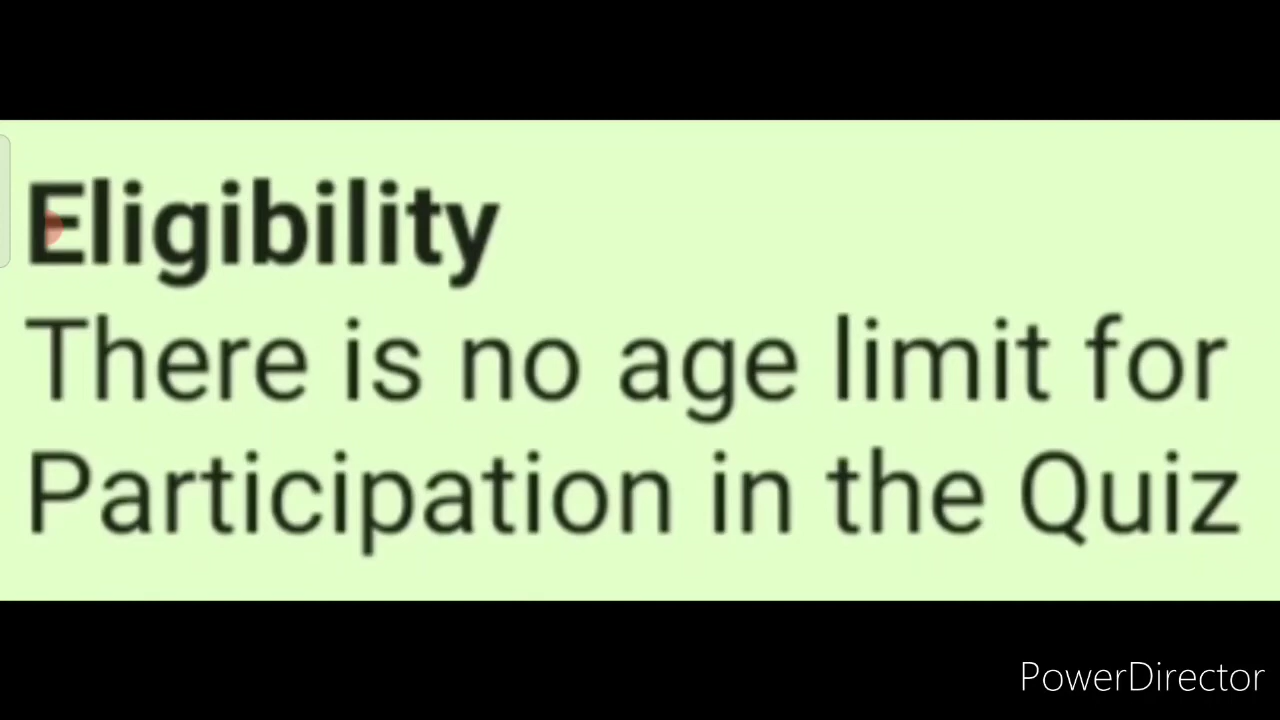 Eligibility
There is no age limit for
Participation in the Quiz
PowerDirector